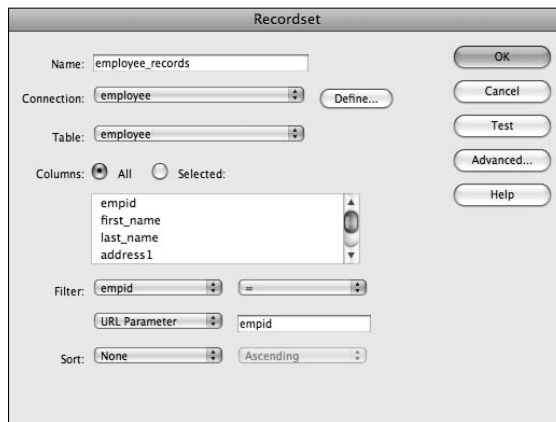 Recordset
Name: employee_records
Connection: employee Define...
Table: employee
Columns: All Selected:
empid
first_name
last_name
address1
Filter: empid =
URL Parameter empid
Sort: None Ascending
OK
Cancel
Test
Advanced...
Help